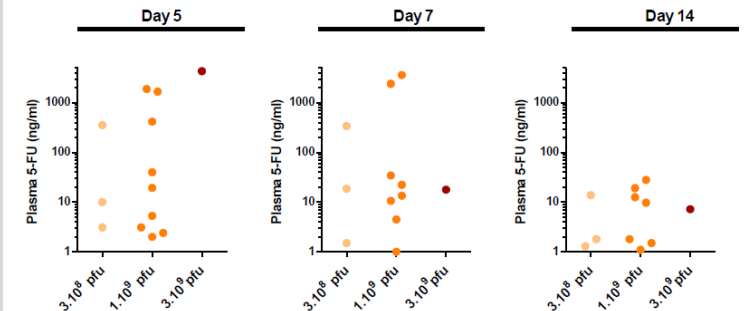 Day 5
Day 7
Day 14
Plasma 5-FU (ng/ml)
1000
100
10
1
3.10⁸ pfu
1.10⁹ pfu
3.10⁹ pfu
Plasma 5-FU (ng/ml)
1000
100
10
1
3.10⁸ pfu
1.10⁹ pfu
3.10⁹ pfu
Plasma 5-FU (ng/ml)
1000
100
10
1
3.10⁸ pfu
1.10⁹ pfu
3.10⁹ pfu